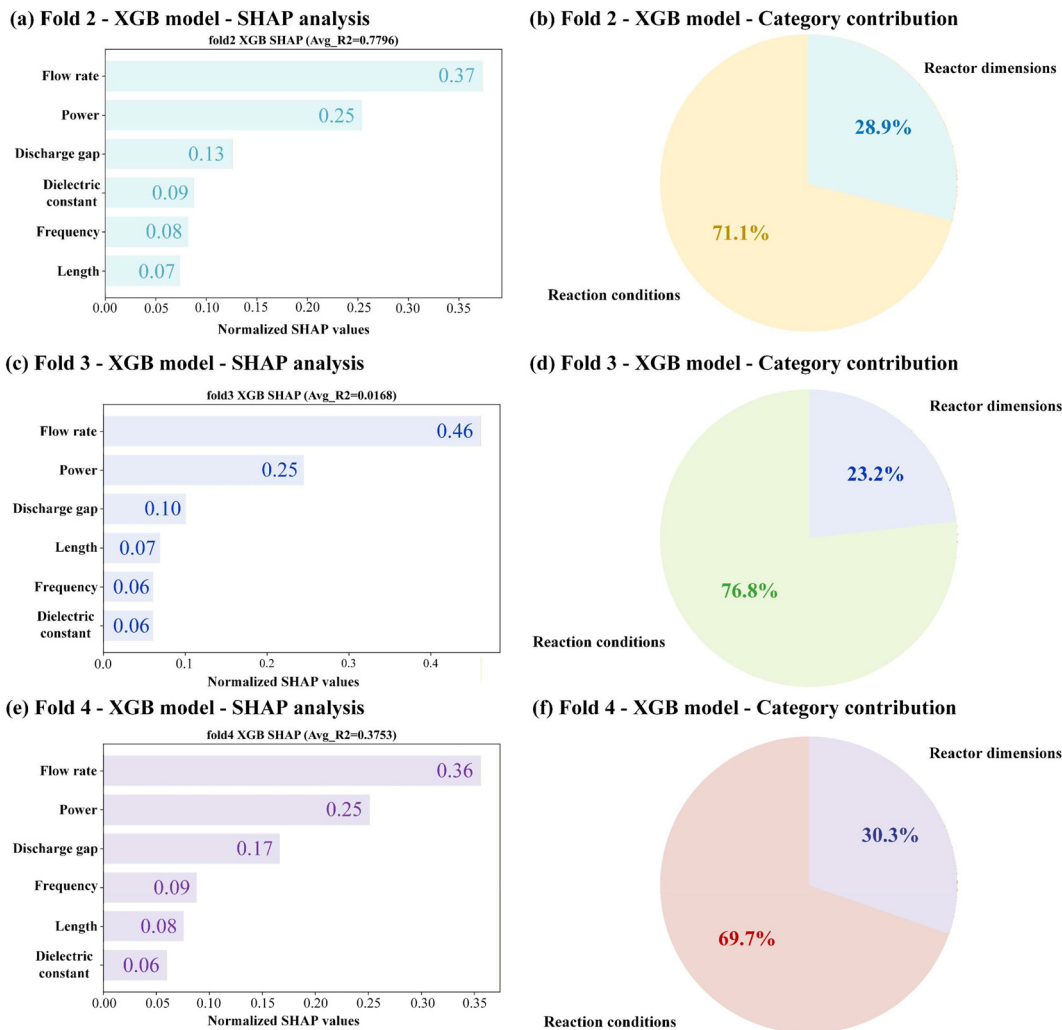 (a) Fold 2 - XGB model - SHAP analysis
fold2 XGB SHAP (Avg_R2=0.7796)
Flow rate
0.37
Power
0.25
Discharge gap
0.13
Dielectric
constant
0.09
Frequency
0.08
Length
0.07
0.00 0.05 0.10 0.15 0.20 0.25 0.30 0.35
Normalized SHAP values
(b) Fold 2 - XGB model - Category contribution
Reactor dimensions
28.9%
71.1%
Reaction conditions
(c) Fold 3 - XGB model - SHAP analysis
fold3 XGB SHAP (Avg_R2=0.0168)
Flow rate
0.46
Power
0.25
Discharge gap
0.10
Length
0.07
Frequency
0.06
Dielectric
constant
0.06
0.0 0.1 0.2 0.3 0.4
Normalized SHAP values
(d) Fold 3 - XGB model - Category contribution
Reactor dimensions
23.2%
76.8%
Reaction conditions
(e) Fold 4 - XGB model - SHAP analysis
fold4 XGB SHAP (Avg_R2=0.3753)
Flow rate
0.36
Power
0.25
Discharge gap
0.17
Frequency
0.09
Length
0.08
Dielectric
constant
0.06
0.00 0.05 0.10 0.15 0.20 0.25 0.30 0.35
Normalized SHAP values
(f) Fold 4 - XGB model - Category contribution
Reactor dimensions
30.3%
69.7%
Reaction conditions